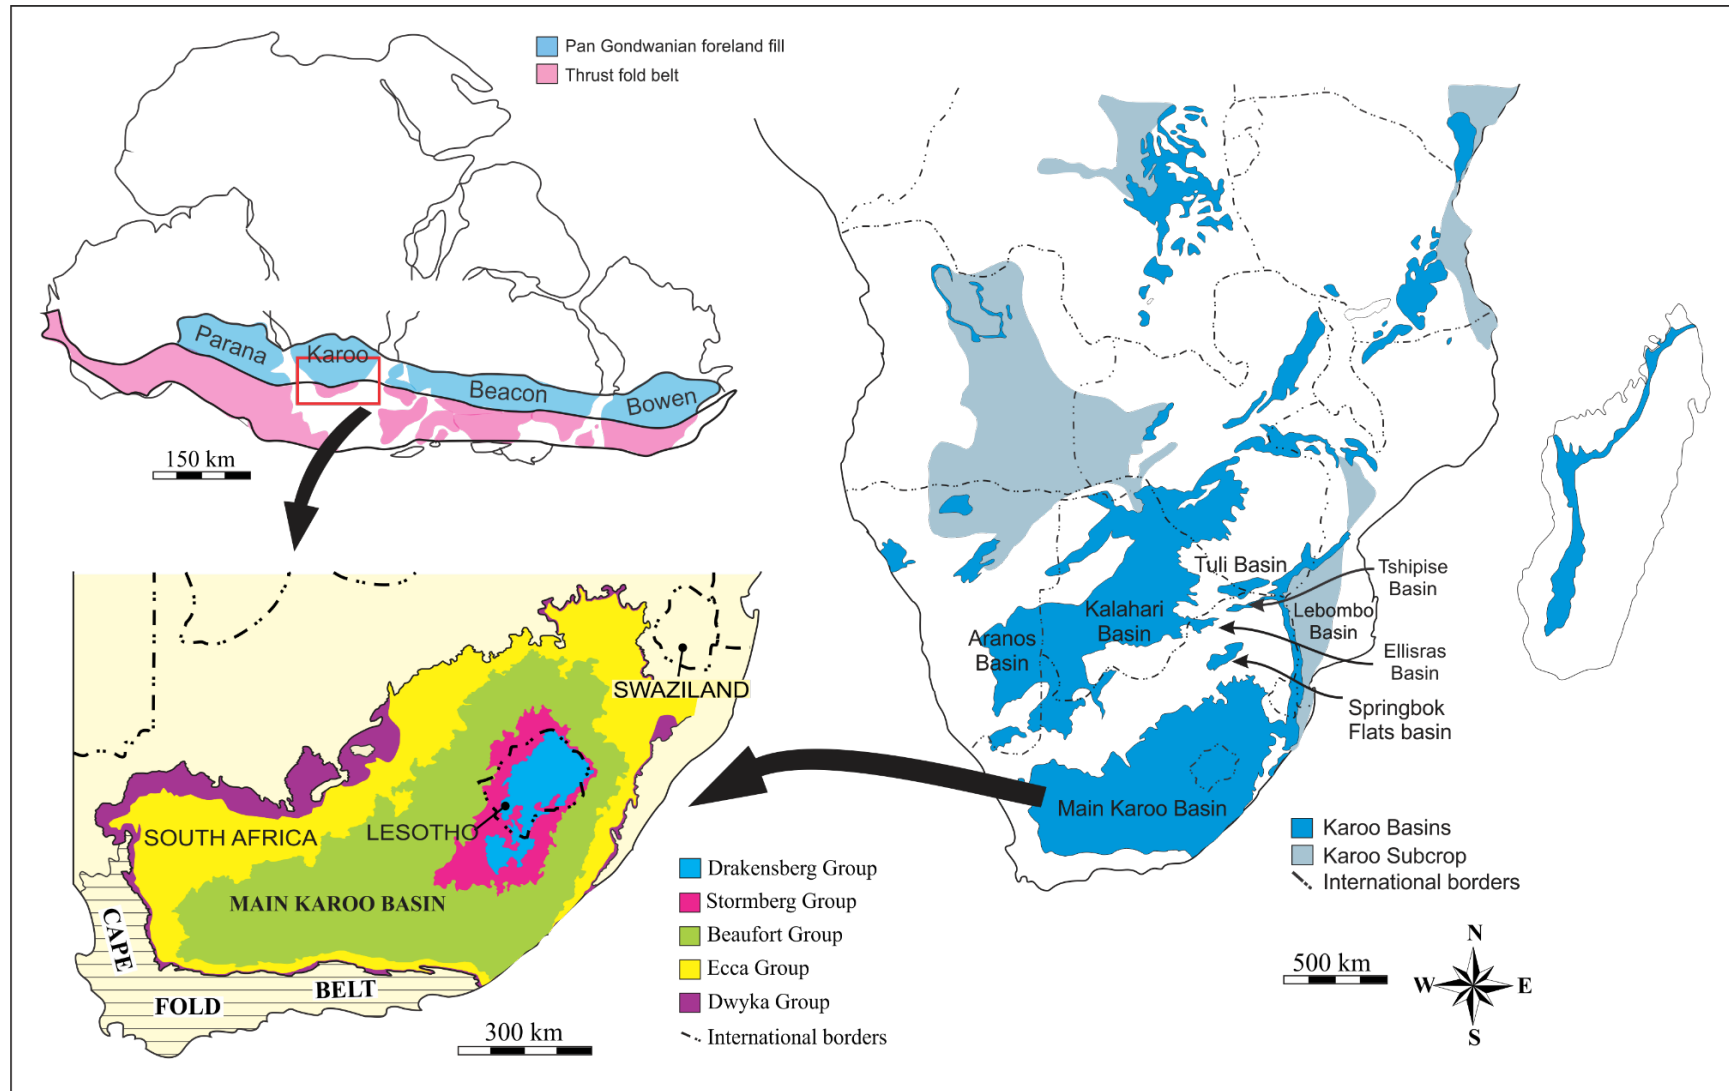 Pan Gondwanian foreland fill
Thrust fold belt
Parana
Karoo
Beacon
Bowen
150 km
Tuli Basin
Tshipise
Basin
Kalahari
Basin
Lebombo
Basin
Aranos
Basin
Ellisras
Basin
Springbok
Flats basin
Main Karoo Basin
Karoo Basins
Karoo Subcrop
International borders
500 km
N
W
E
S
SWAZILAND
SOUTH AFRICA
LESOTHO
MAIN KAROO BASIN
CAPE
FOLD
BELT
300 km
Drakensberg Group
Stormberg Group
Beaufort Group
Ecca Group
Dwyka Group
International borders